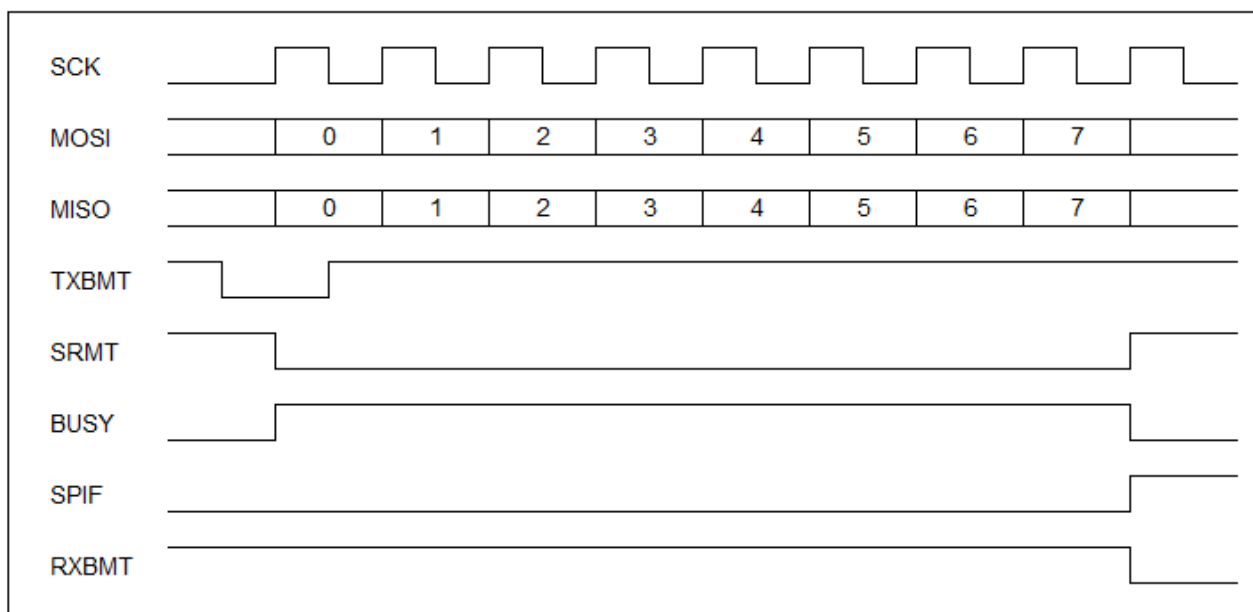 SCK
MOSI 0 1 2 3 4 5 6 7
MISO 0 1 2 3 4 5 6 7
TXBMT
SRMT
BUSY
SPIF
RXBMT